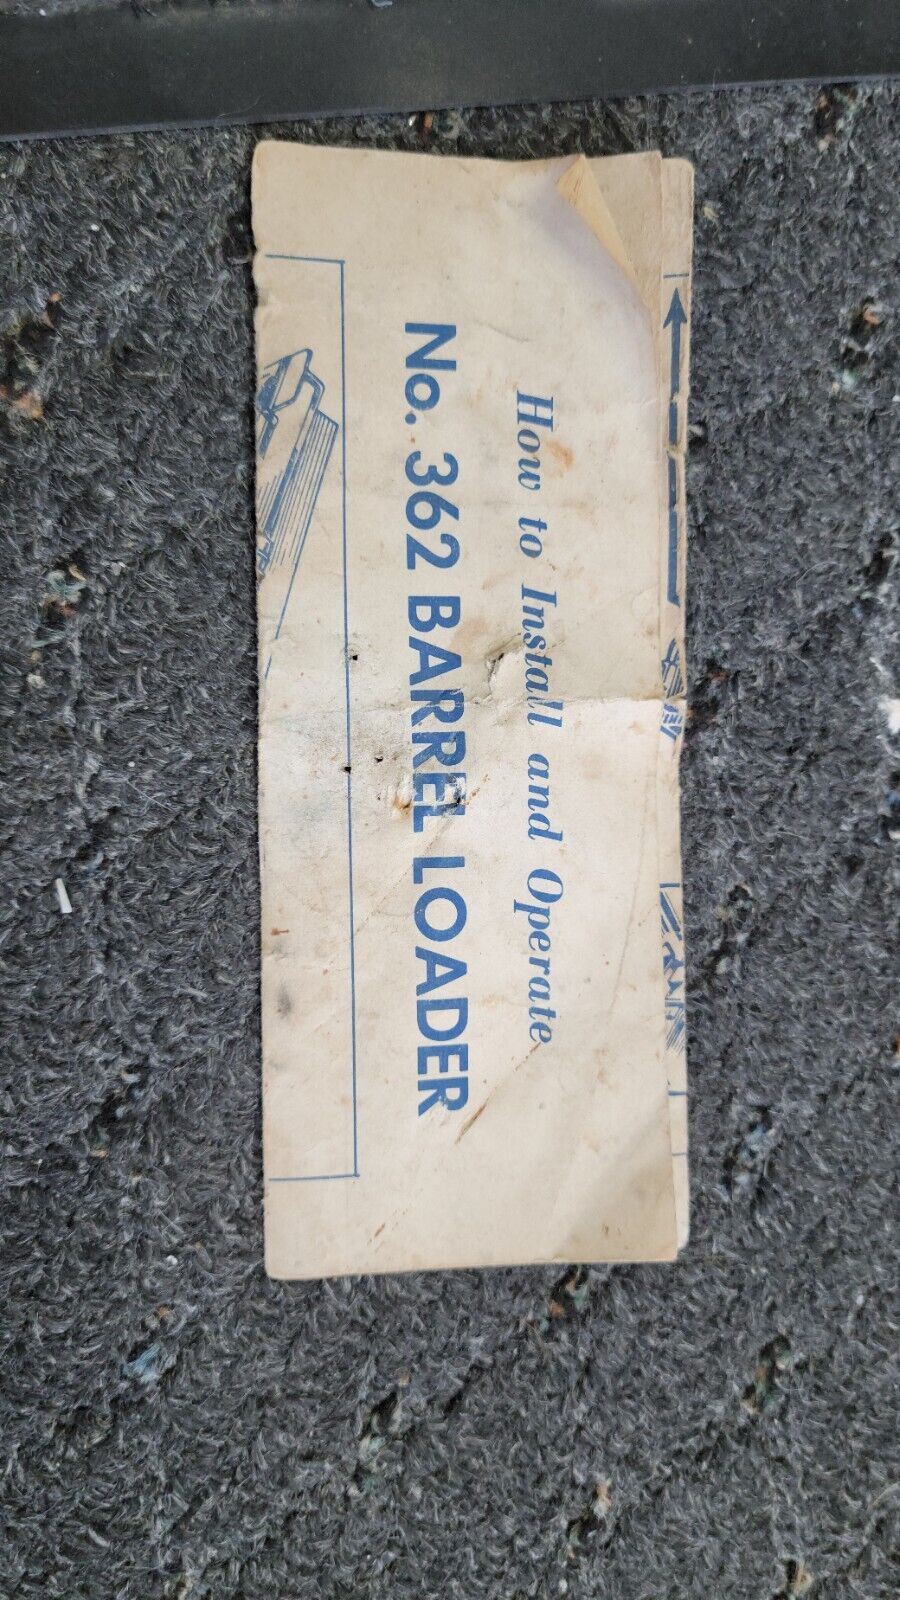 How to Install and Operate
No. 362 BARREL LOADER